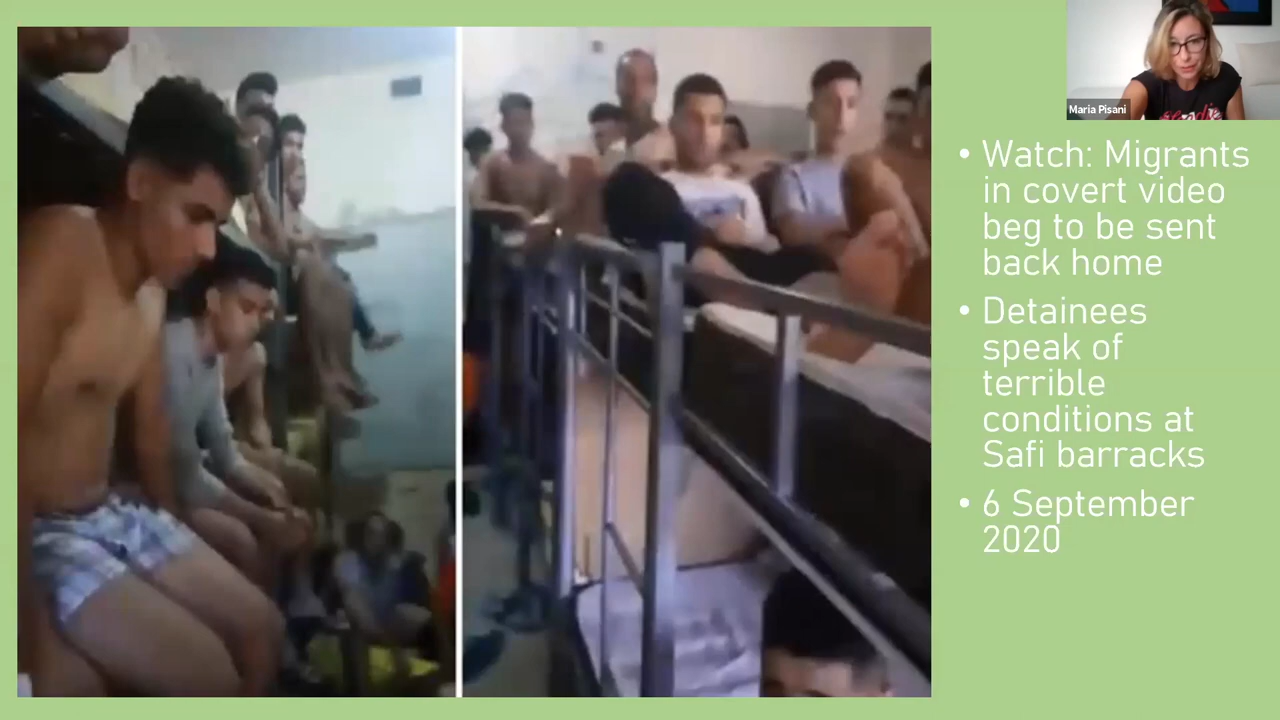 Maria Pisani
• Watch: Migrants
in covert video
beg to be sent
back home
• Detainees
speak of
terrible
conditions at
Safi barracks
• 6 September
2020